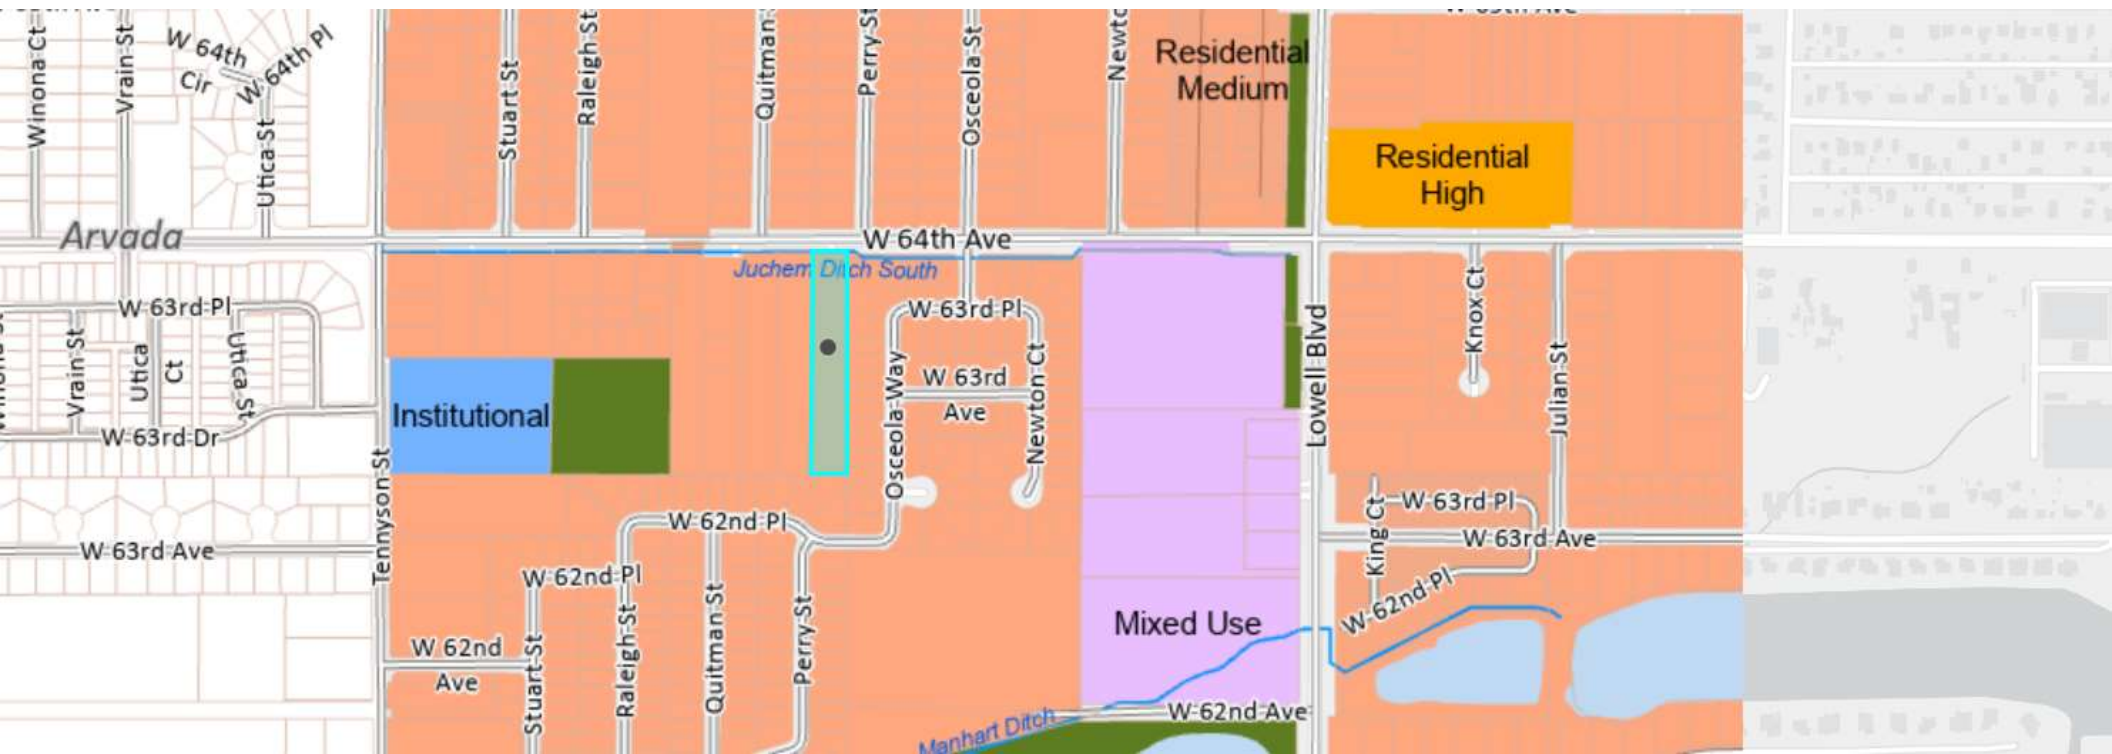 Winona Ct
Vrain St
W 64th
Cir
W 64th Pl
Utica St
Stuart St
Raleigh St
Quitman
Perry St
Osceola St
Residential
Medium
Residential
High
Arvada
W 64th Ave
Juchem Ditch South
W 63rd Pl
Vrain St
Utica
Ct
Utica St
W 63rd Dr
W 63rd Ave
Tennyson St
Institutional
W 63rd Pl
Osceola Way
W 63rd
Ave
Newton Ct
Lowell Blvd
Knox Ct
Julian St
W 62nd Pl
W 62nd Pl
W 62nd
Ave
Stuart St
Raleigh St
Quitman St
Perry St
Mixed Use
King Ct
W 63rd Pl
W 63rd Ave
W 62nd Pl
W 62nd Ave
Manhart Ditch